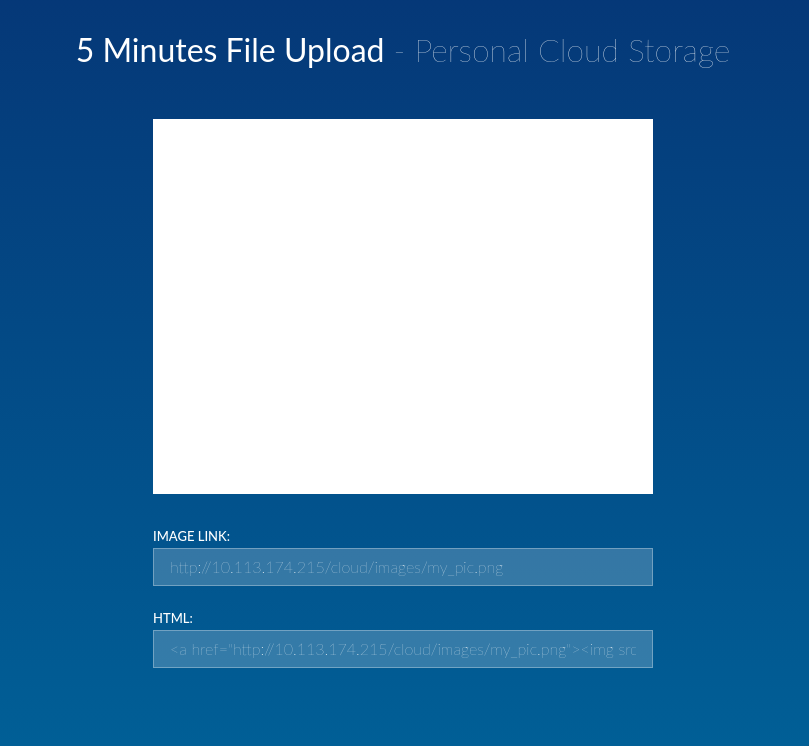 5 Minutes File Upload - Personal Cloud Storage
IMAGE LINK:
http://10.113.174.215/cloud/images/my_pic.png
HTML:
<a href="http://10.113.174.215/cloud/images/my_pic.png"><img src